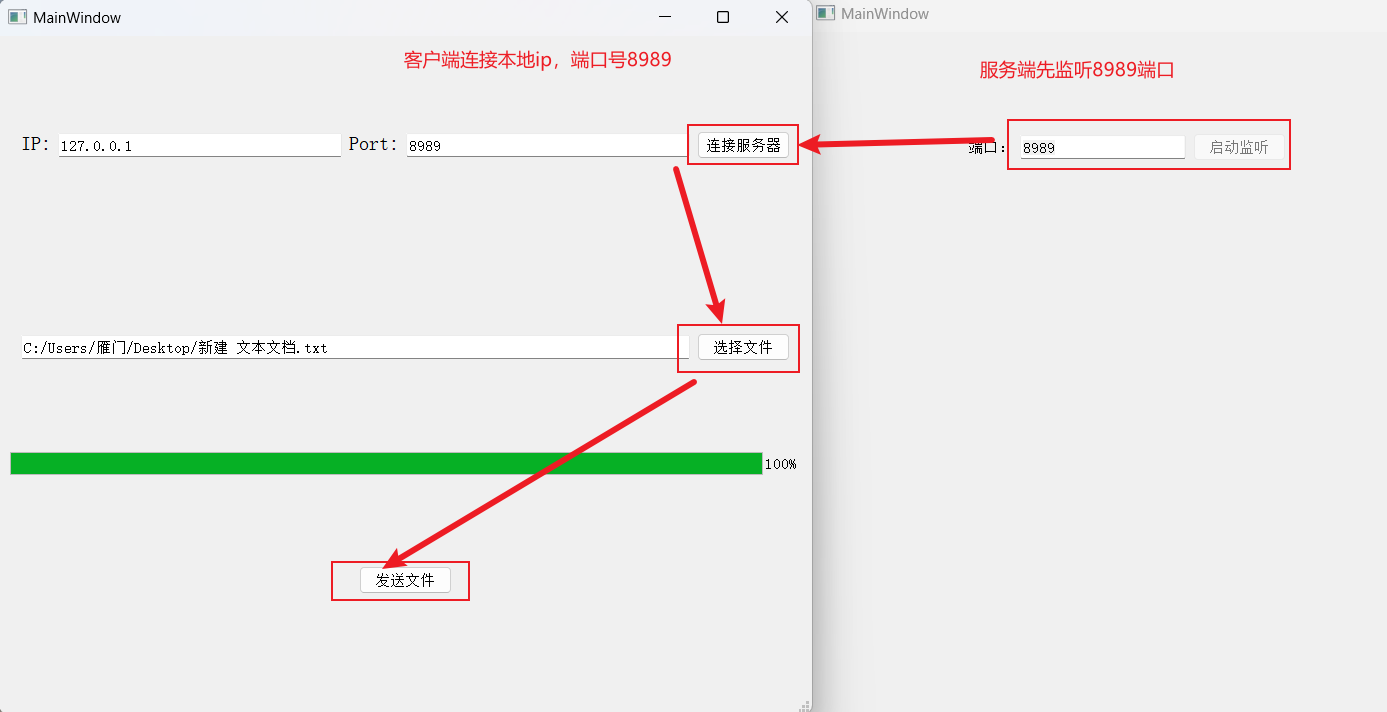 MainWindow
客户端连接本地ip，端口号8989
IP: 127.0.0.1 Port: 8989 连接服务器
C:/Users/雁门/Desktop/新建 文本文档.txt 选择文件
100%
发送文件
MainWindow
服务端先监听8989端口
端口: 8989 启动监听